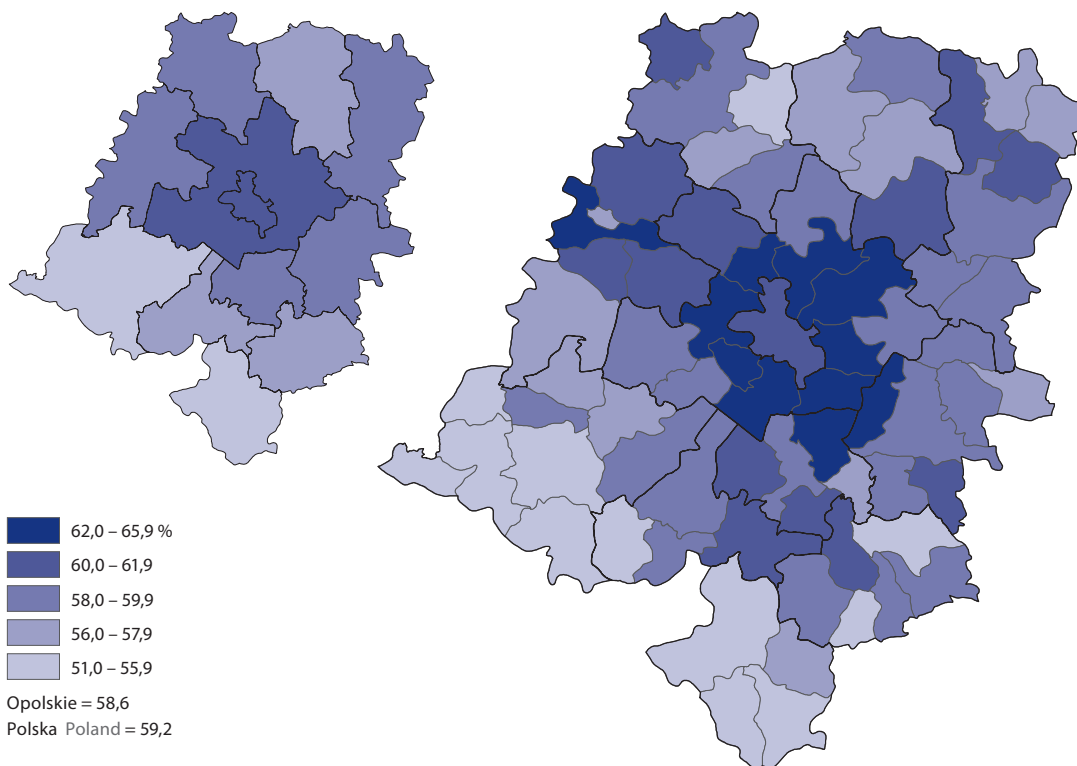 62,0 – 65,9 %
60,0 – 61,9
58,0 – 59,9
56,0 – 57,9
51,0 – 55,9
Opolskie = 58,6
Polska Poland = 59,2